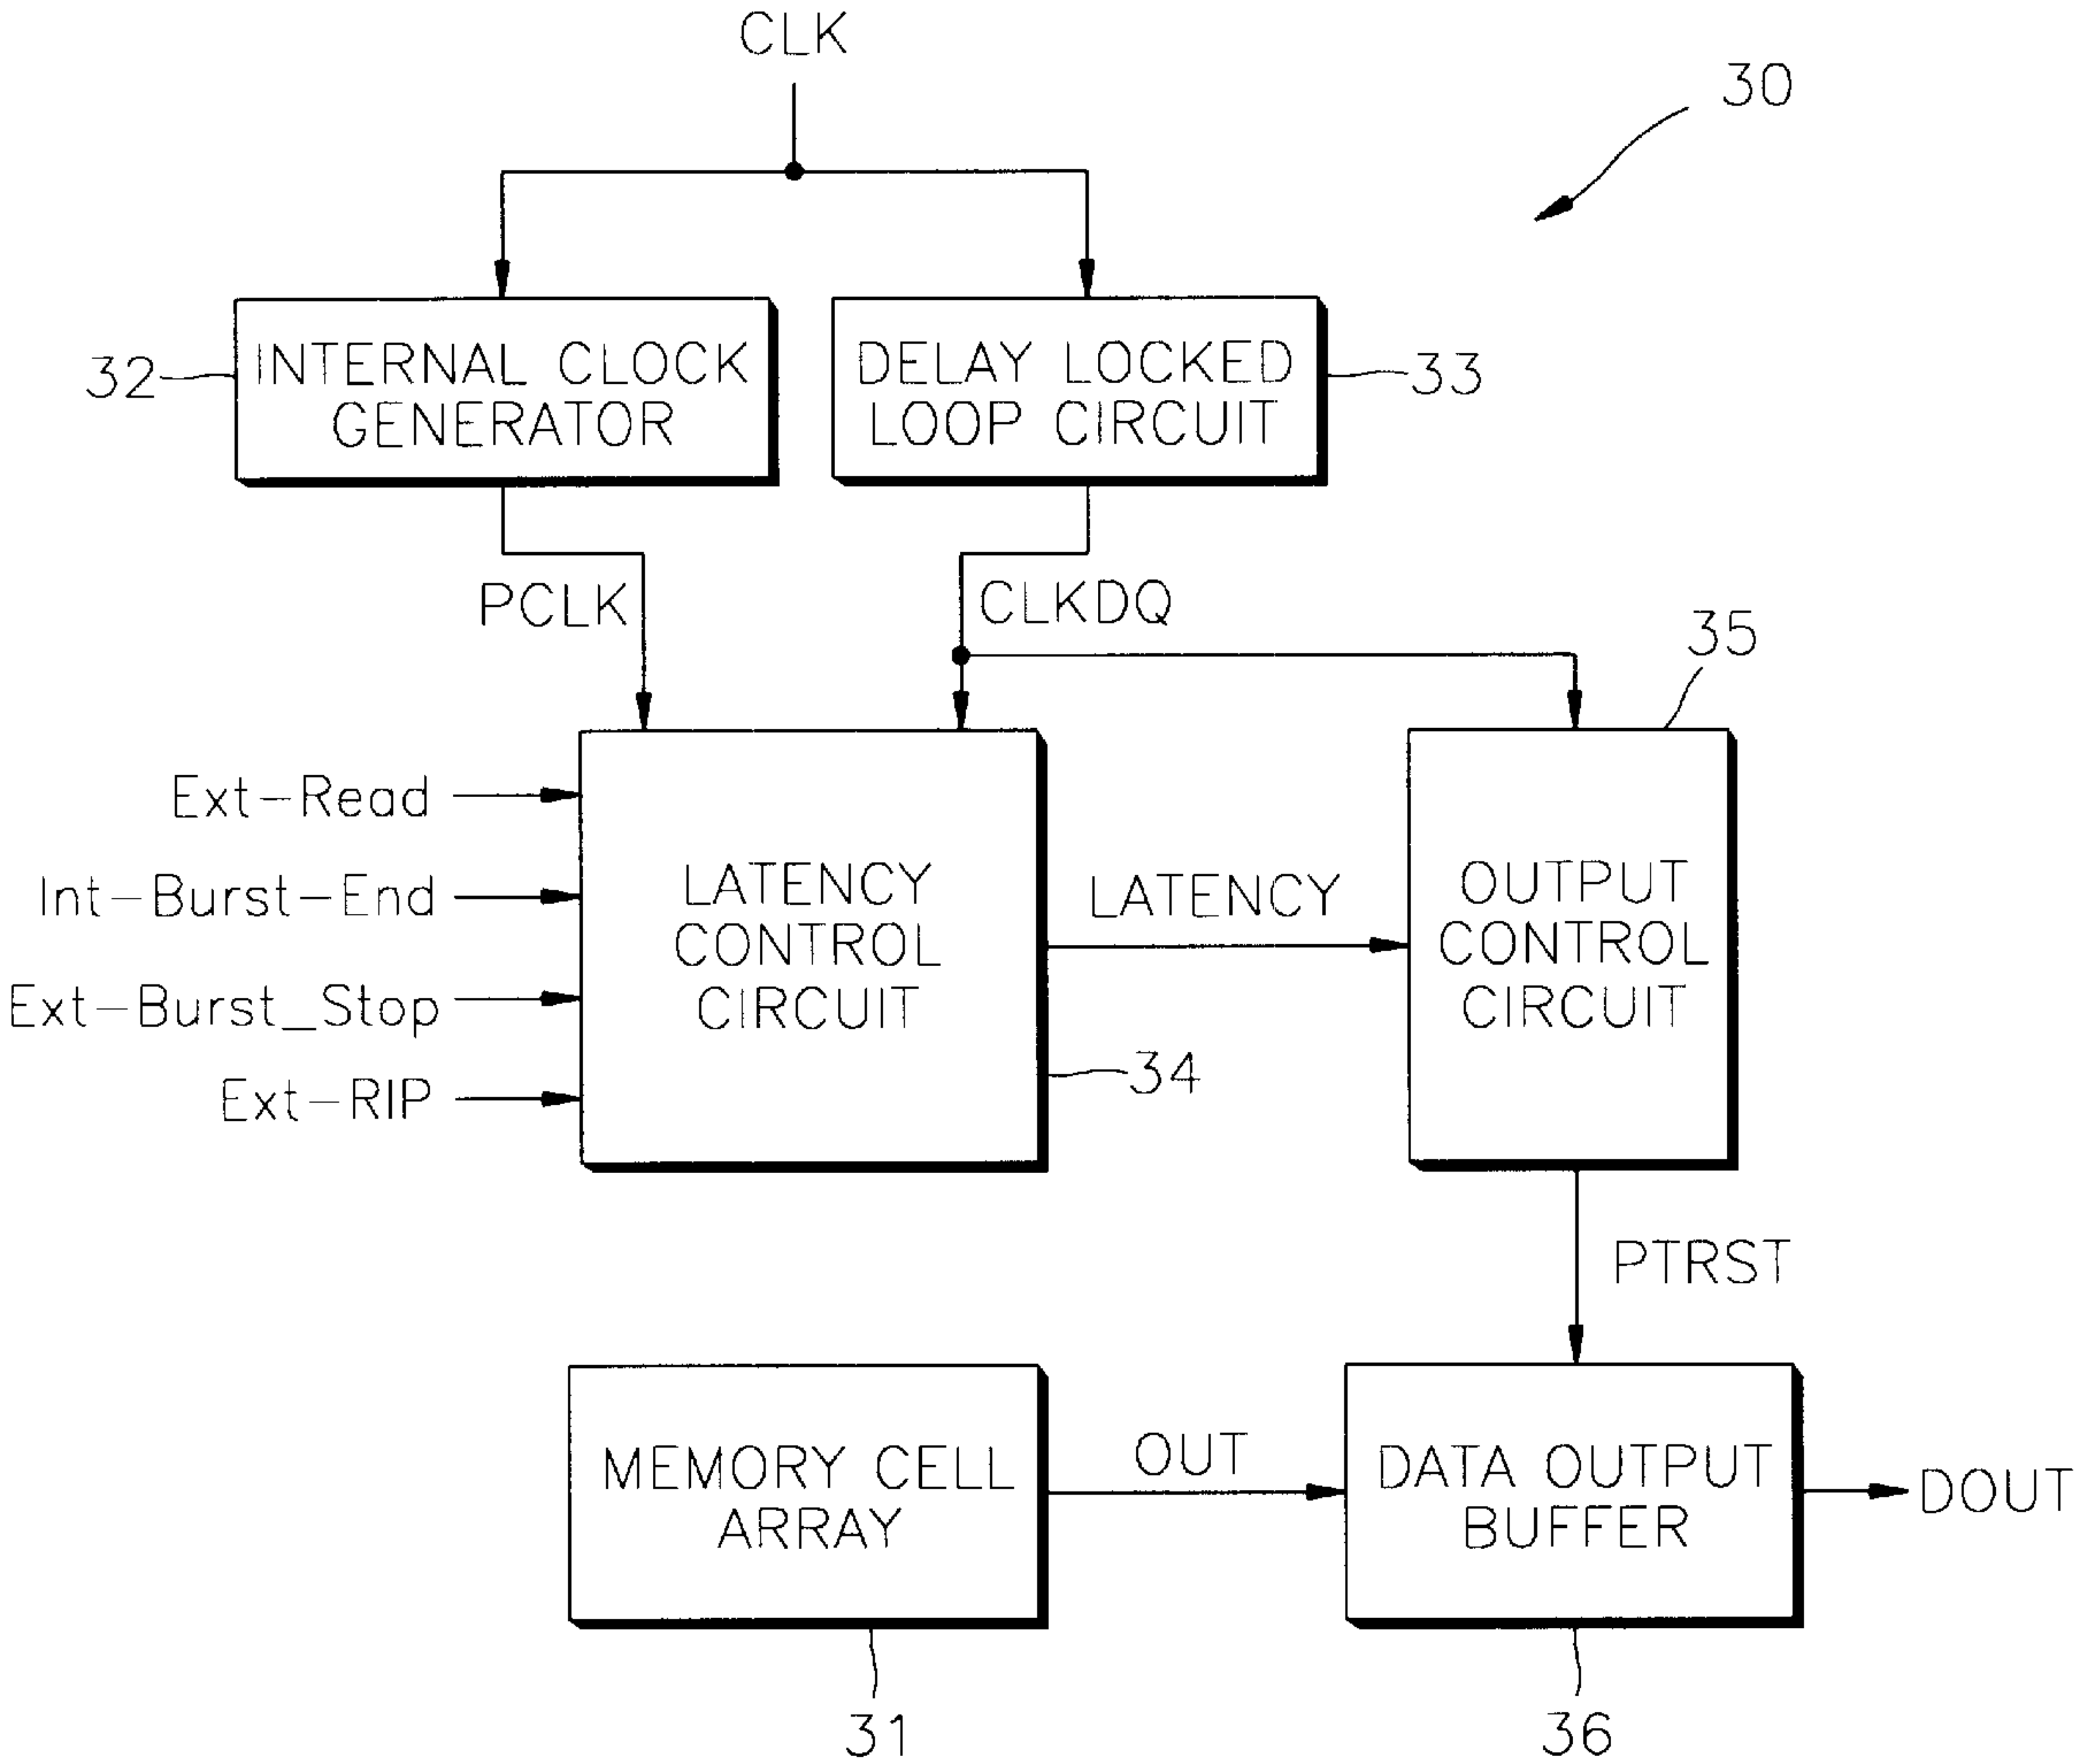 CLK
30
INTERNAL CLOCK
GENERATOR
32
DELAY LOCKED
LOOP CIRCUIT
33
PCLK
CLKDQ
35
Ext-Read
Int-Burst-End
Ext-Burst_Stop
Ext-RIP
LATENCY
CONTROL
CIRCUIT
34
LATENCY
OUTPUT
CONTROL
CIRCUIT
PTRST
MEMORY CELL
ARRAY
OUT
DATA OUTPUT
BUFFER
DOUT
31
36